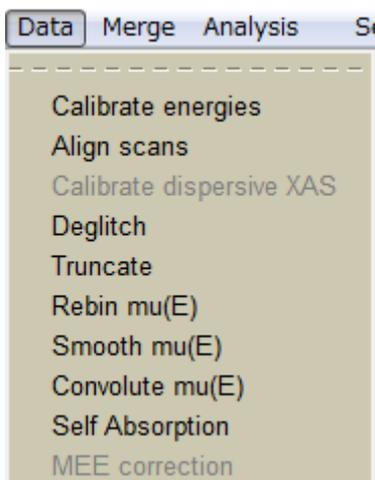 Data Merge Analysis
Calibrate energies
Align scans
Calibrate dispersive XAS
Deglitch
Truncate
Rebin mu(E)
Smooth mu(E)
Convolute mu(E)
Self Absorption
MEE correction